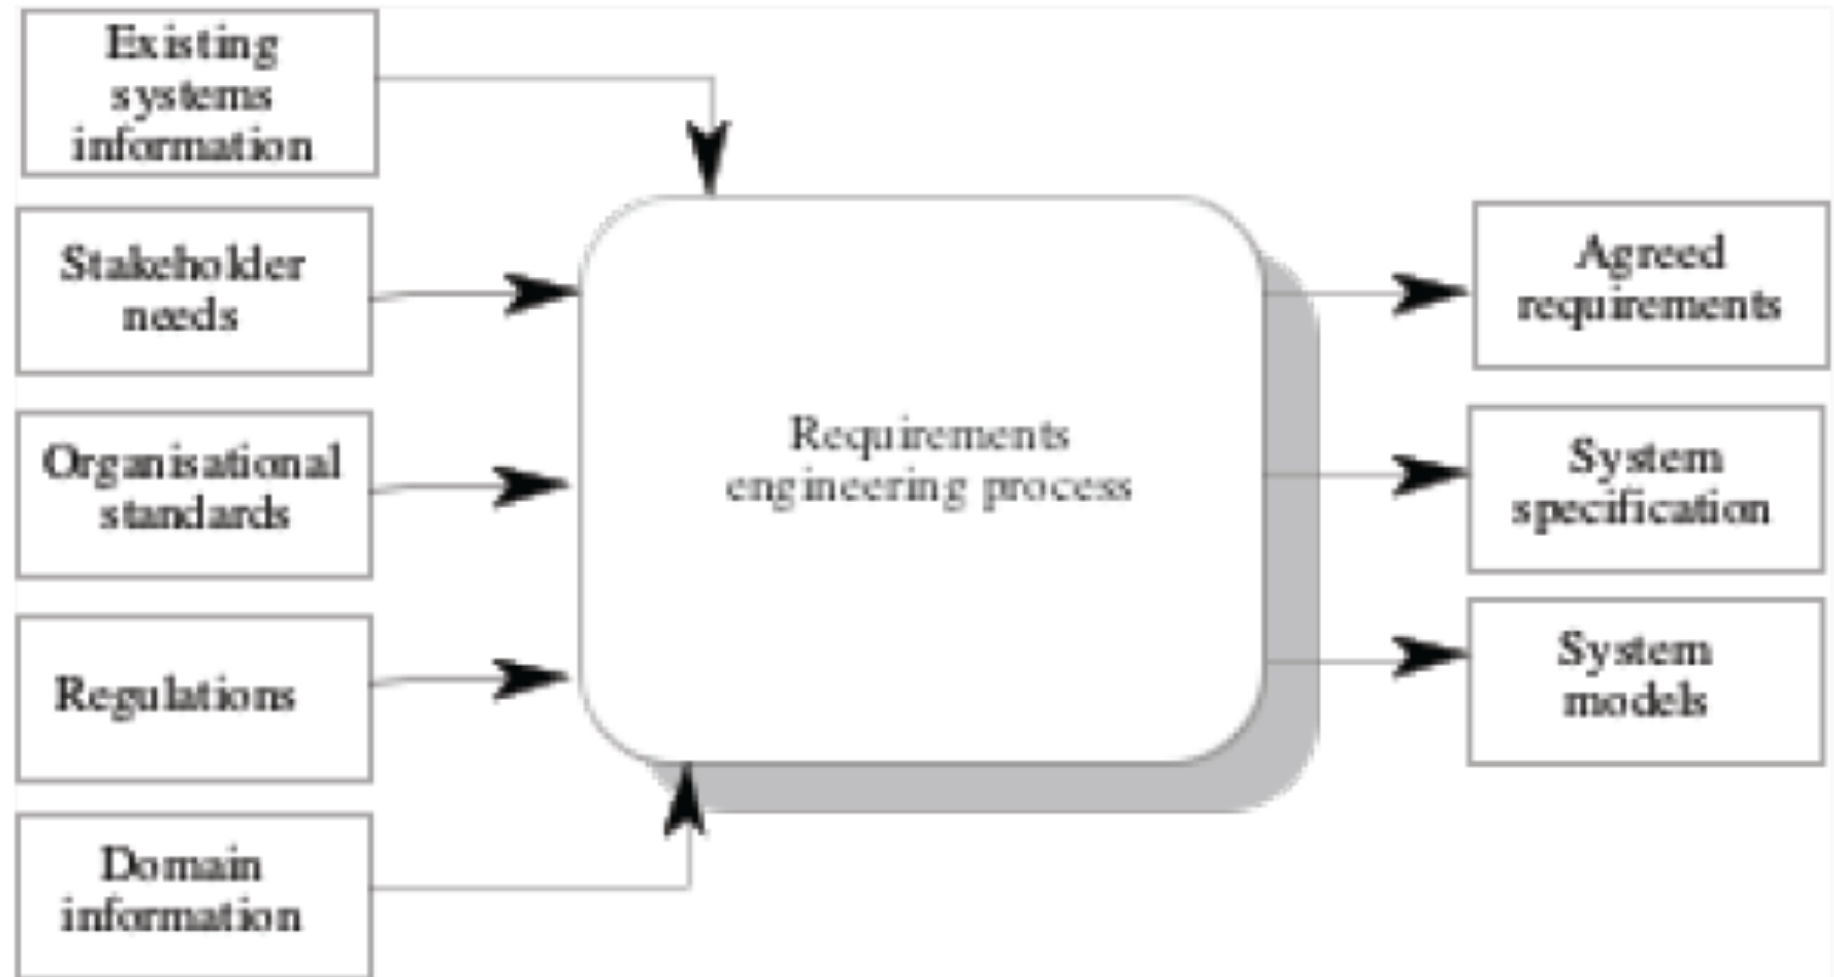 Existing
systems
information
Stakeholder
needs
Organisational
standards
Regulations
Domain
information
Requirements
engineering process
Agreed
requirements
System
specification
System
models